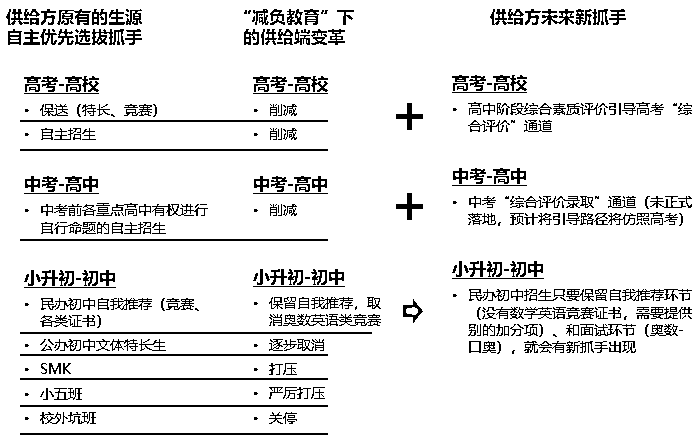 供给方原有的生源
自主优先选拔抓手
“减负教育”下
的供给端变革
供给方未来新抓手
高考-高校
高考-高校
高考-高校
• 保送（特长、竞赛）
• 削减
• 高中阶段综合素质评价引导高考“综
合评价”通道
• 自主招生
• 削减
中考-高中
中考-高中
中考-高中
• 中考前各重点高中有权进行
自行命题的自主招生
• 削减
• 中考“综合评价录取”通道（未正式
落地，预计将引导路径将仿照高考）
小升初-初中
小升初-初中
小升初-初中
• 民办初中自我推荐（竞赛、
各类证书）
• 保留自我推荐，取
消奥数英语类竞赛
• 民办初中招生只要保留自我推荐环节
（没有数学英语竞赛证书，需要提供
别的加分项）、和面试环节（奥数-
口奥），就会有新抓手出现
• 公办初中文体特长生
• 逐步取消
• SMK
• 打压
• 小五班
• 严厉打压
• 校外坑班
• 关停